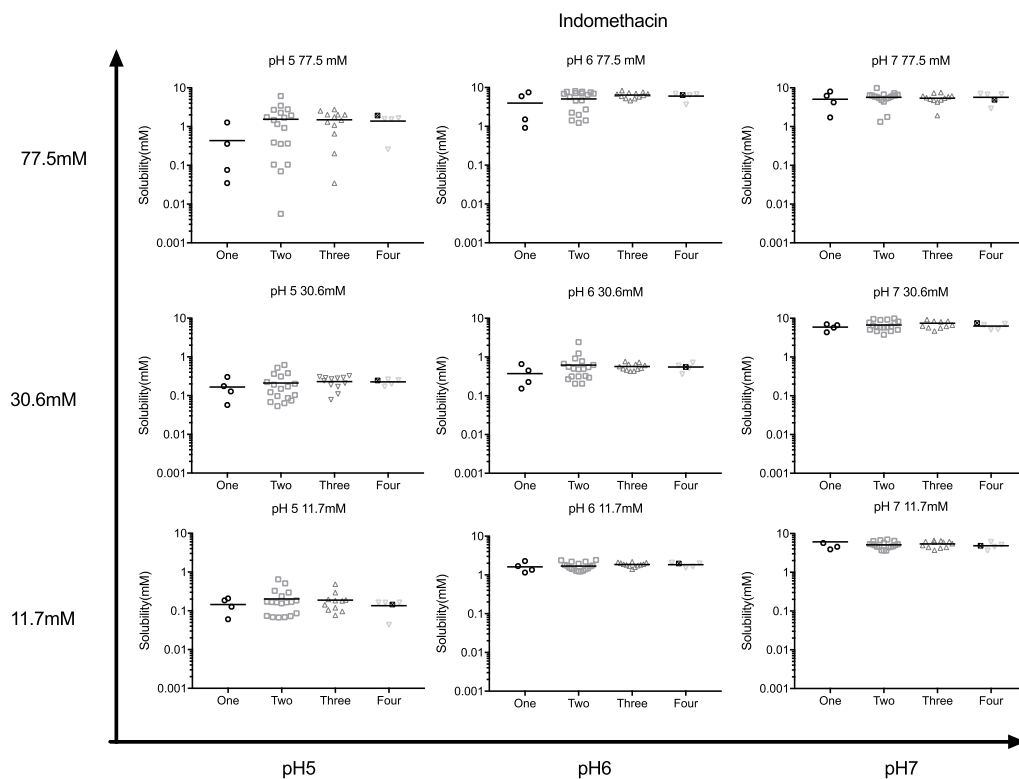 Indomethacin
pH 5 77.5 mM
pH 6 77.5 mM
pH 7 77.5 mM
77.5mM
Solubility(mM)
10
1
0.1
0.01
0.001
One Two Three Four
Solubility(mM)
10
1
0.1
0.01
0.001
One Two Three Four
Solubility(mM)
10
1
0.1
0.01
0.001
One Two Three Four
pH 5 30.6mM
pH 6 30.6mM
pH 7 30.6mM
30.6mM
Solubility(mM)
10
1
0.1
0.01
0.001
One Two Three Four
Solubility(mM)
10
1
0.1
0.01
0.001
One Two Three Four
Solubility(mM)
10
1
0.1
0.01
0.001
One Two Three Four
pH 5 11.7mM
pH 6 11.7mM
pH 7 11.7mM
11.7mM
Solubility(mM)
10
1
0.1
0.01
0.001
One Two Three Four
Solubility(mM)
10
1
0.1
0.01
0.001
One Two Three Four
Solubility(mM)
10
1
0.1
0.01
0.001
One Two Three Four
pH5
pH6
pH7